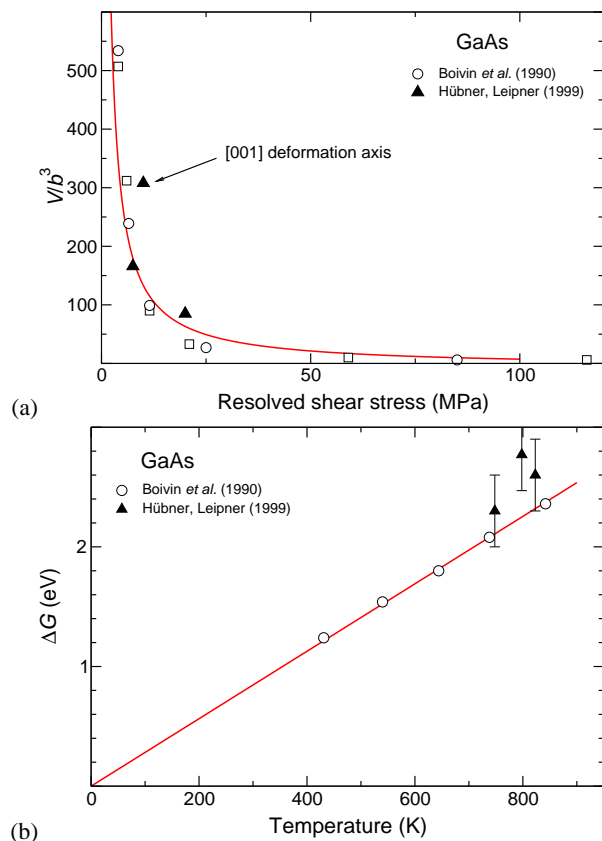 500
400
300
200
100
V/b³
GaAs
Boivin et al. (1990)
Hübner, Leipner (1999)
[001] deformation axis
0
50
100
Resolved shear stress (MPa)
(a)
GaAs
Boivin et al. (1990)
Hübner, Leipner (1999)
2
1
ΔG (eV)
0
200
400
600
800
Temperature (K)
(b)